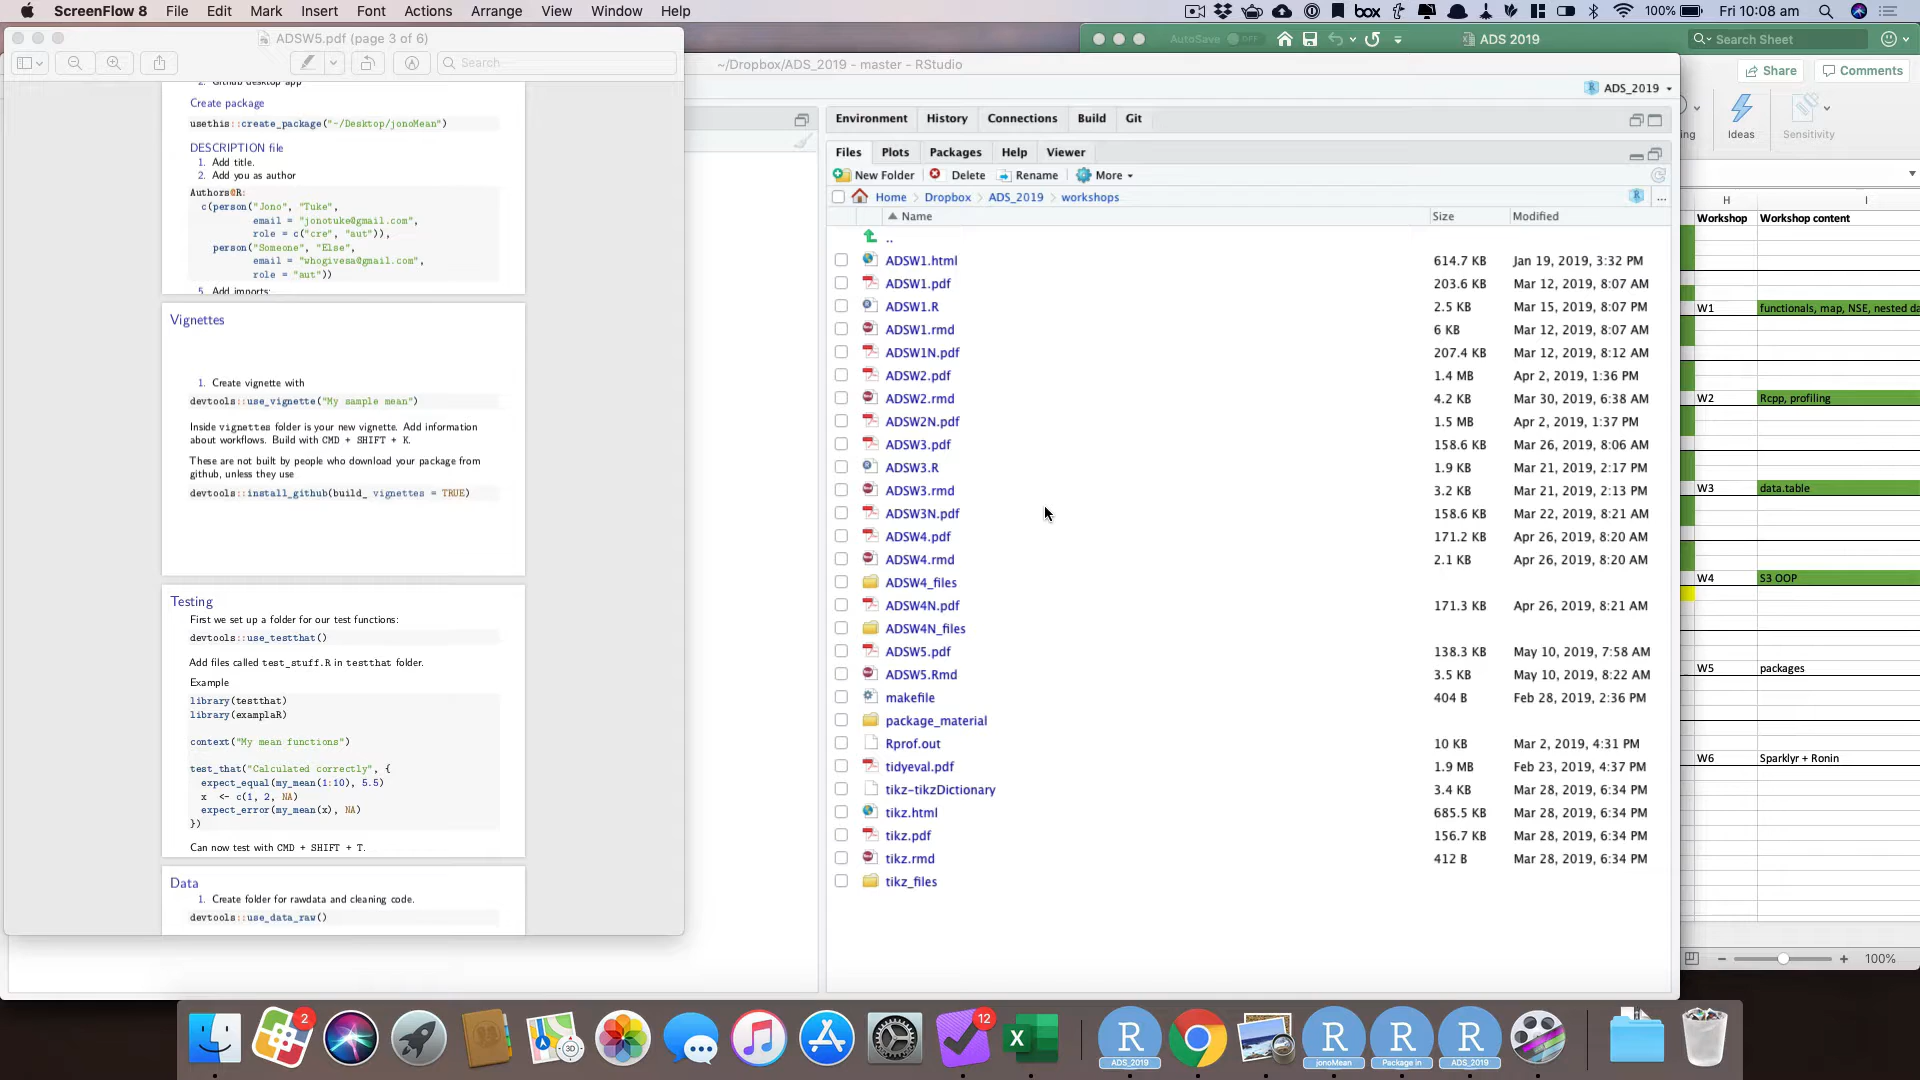 ScreenFlow 8 File Edit Mark Insert Font Actions Arrange View Window Help
box
100%
Fri 10:08 am
ADSW5.pdf (page 3 of 6)
Search
2. Github desktop app
Create package
usethis::create_package("~/Desktop/jonoMean")
DESCRIPTION file
1. Add title.
2. Add you as author
Authors@R:
c(person("Jono", "Tuke",
email = "jonotuke@gmail.com",
role = c("cre", "aut")),
person("Someone", "Else",
email = "whogivesa@gmail.com",
role = "aut"))
5. Add imports:
Vignettes
1. Create vignette with
devtools::use_vignette("My sample mean")
Inside vignettes folder is your new vignette. Add information
about workflows. Build with CMD + SHIFT + K.
These are not built by people who download your package from
github, unless they use
devtools::install_github(build_ vignettes = TRUE)
Testing
First we set up a folder for our test functions:
devtools::use_testthat()
Add files called test_stuff.R in testthat folder.
Example
library(testthat)
library(examplaR)
context("My mean functions")
test_that("Calculated correctly", {
expect_equal(my_mean(1:10), 5.5)
x <- c(1, 2, NA)
expect_error(my_mean(x), NA)
})
Can now test with CMD + SHIFT + T.
Data
1. Create folder for rawdata and cleaning code.
devtools::use_data_raw()
~/Dropbox/ADS_2019 - master - RStudio
ADS_2019
Environment History Connections Build Git
Files Plots Packages Help Viewer
New Folder Delete Rename More
Home Dropbox ADS_2019 workshops
...
Name Size Modified
..
ADSW1.html 614.7 KB Jan 19, 2019, 3:32 PM
ADSW1.pdf 203.6 KB Mar 12, 2019, 8:07 AM
ADSW1.R 2.5 KB Mar 15, 2019, 8:07 PM
ADSW1.rmd 6 KB Mar 12, 2019, 8:07 AM
ADSW1N.pdf 207.4 KB Mar 12, 2019, 8:12 AM
ADSW2.pdf 1.4 MB Apr 2, 2019, 1:36 PM
ADSW2.rmd 4.2 KB Mar 30, 2019, 6:38 AM
ADSW2N.pdf 1.5 MB Apr 2, 2019, 1:37 PM
ADSW3.pdf 158.6 KB Mar 26, 2019, 8:06 AM
ADSW3.R 1.9 KB Mar 21, 2019, 2:17 PM
ADSW3.rmd 3.2 KB Mar 21, 2019, 2:13 PM
ADSW3N.pdf 158.6 KB Mar 22, 2019, 8:21 AM
ADSW4.pdf 171.2 KB Apr 26, 2019, 8:20 AM
ADSW4.rmd 2.1 KB Apr 26, 2019, 8:20 AM
ADSW4_files
ADSW4N.pdf 171.3 KB Apr 26, 2019, 8:21 AM
ADSW4N_files
ADSW5.pdf 138.3 KB May 10, 2019, 7:58 AM
ADSW5.Rmd 3.5 KB May 10, 2019, 8:22 AM
makefile 404 B Feb 28, 2019, 2:36 PM
package_material
Rprof.out 10 KB Mar 2, 2019, 4:31 PM
tidyeval.pdf 1.9 MB Feb 23, 2019, 4:37 PM
tikz-tikzDictionary 3.4 KB Mar 28, 2019, 6:34 PM
tikz.html 685.5 KB Mar 28, 2019, 6:34 PM
tikz.pdf 156.7 KB Mar 28, 2019, 6:34 PM
tikz.rmd 412 B Mar 28, 2019, 6:34 PM
tikz_files
AutoSave OFF
ADS 2019
Search Sheet
Share Comments
ng Ideas Sensitivity
H I
Workshop Workshop content
W1 functionals, map, NSE, nested da
W2 Rcpp, profiling
W3 data.table
W4 S3 OOP
W5 packages
W6 Sparklyr + Ronin
100%
2
3D
12
X
R ADS_2019
R jonoMean
R Package in
R ADS_2019